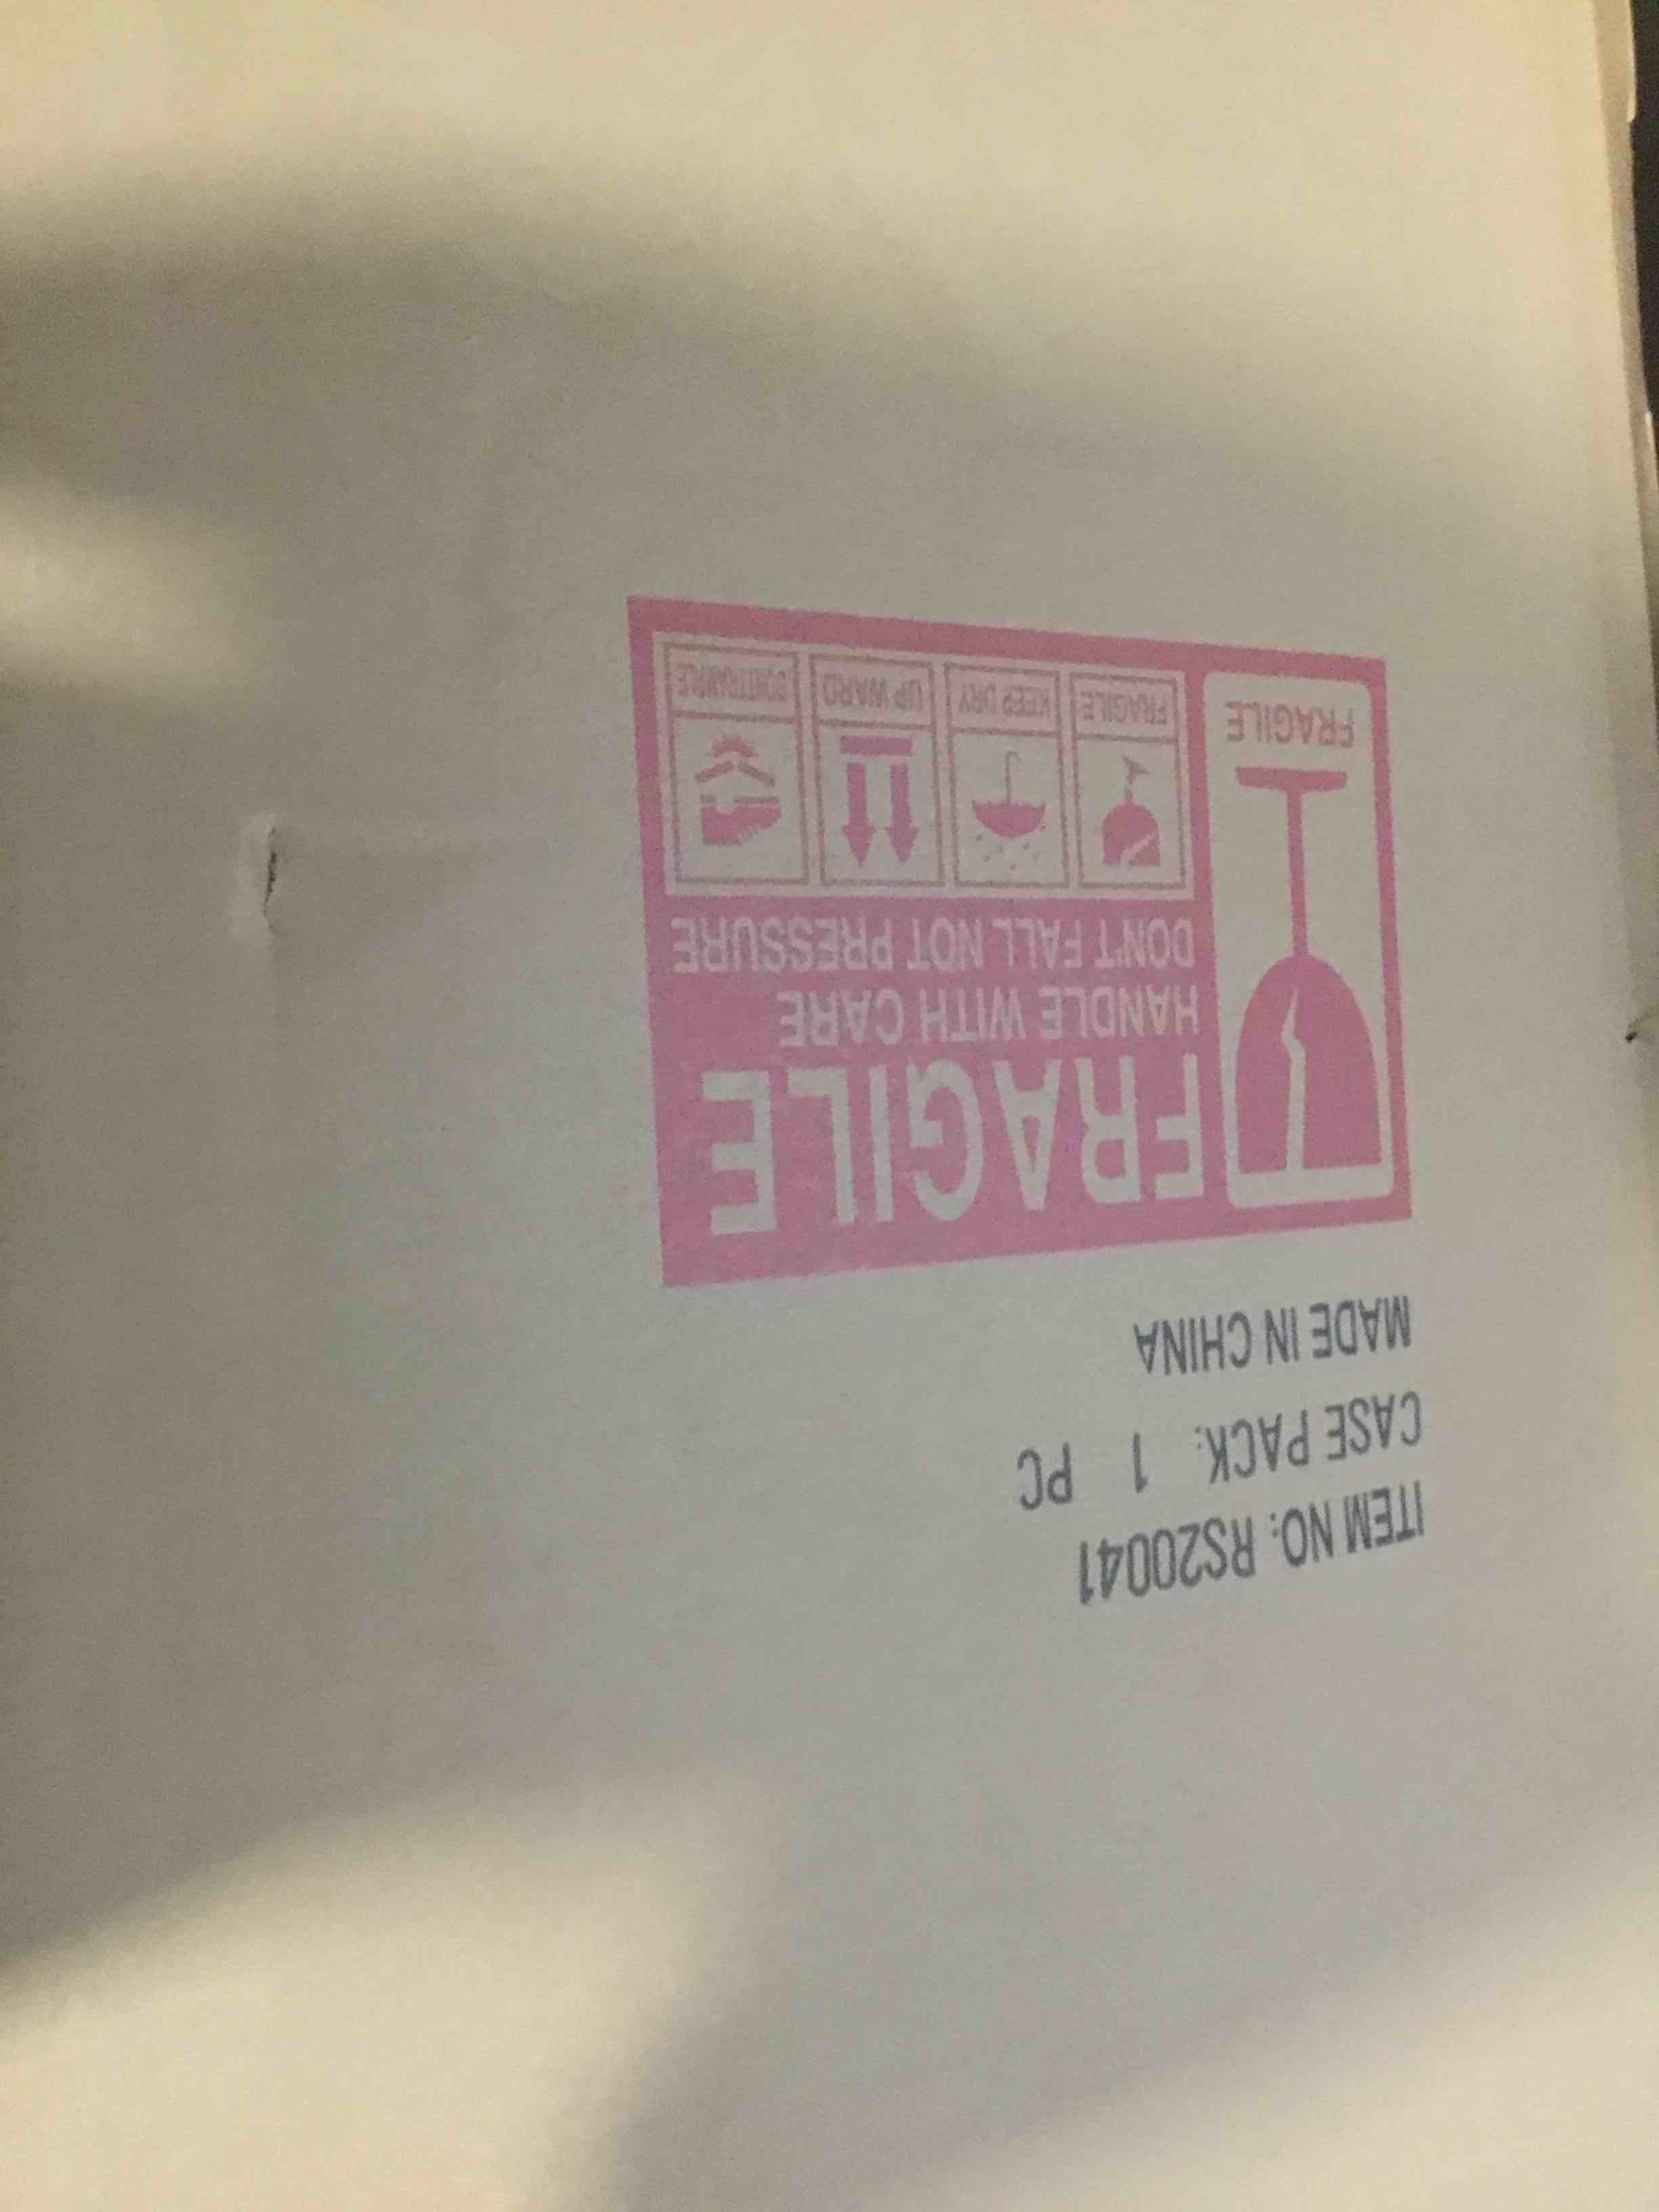 ITEM NO: RS20041
CASE PACK: 1 PC
MADE IN CHINA
FRAGILE
HANDLE WITH CARE
DON'T FALL NOT PRESSURE
FRAGILE
FRAGILE
KEEP DRY
UP WARD